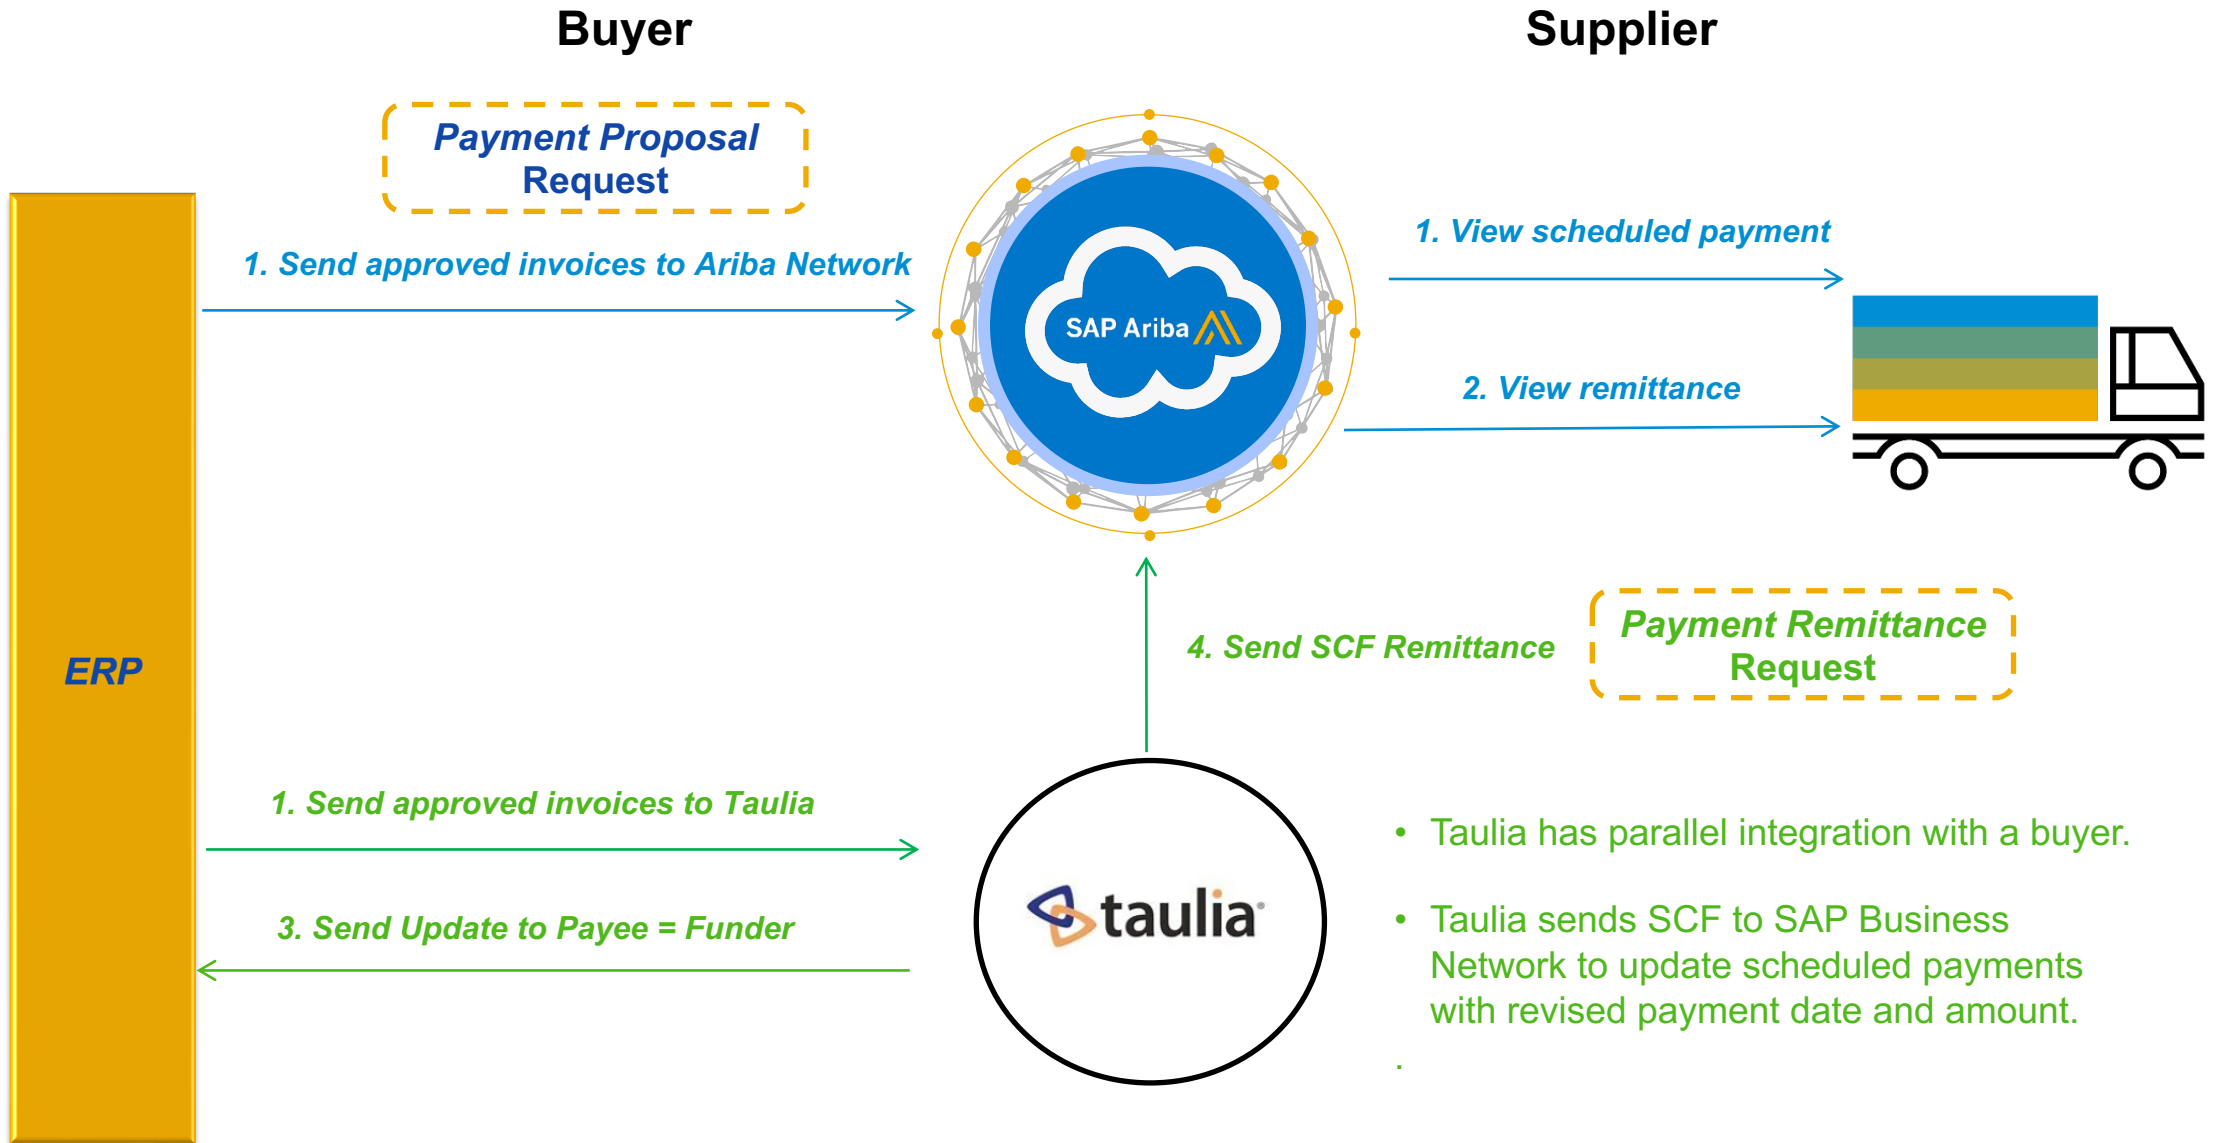 Buyer
Supplier
Payment Proposal
Request
1. Send approved invoices to Ariba Network
SAP Ariba
1. View scheduled payment
2. View remittance
ERP
4. Send SCF Remittance
Payment Remittance
Request
1. Send approved invoices to Taulia
3. Send Update to Payee = Funder
taulia
• Taulia has parallel integration with a buyer.
• Taulia sends SCF to SAP Business
Network to update scheduled payments
with revised payment date and amount.
.